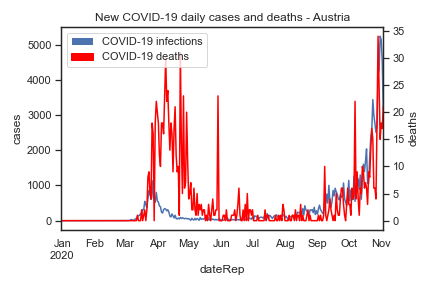 New COVID-19 daily cases and deaths - Austria
COVID-19 infections
COVID-19 deaths
5000
4000
3000
2000
1000
0
cases
35
30
25
20
15
10
5
0
deaths
Jan Feb Mar Apr May Jun Jul Aug Sep Oct Nov
2020
dateRep